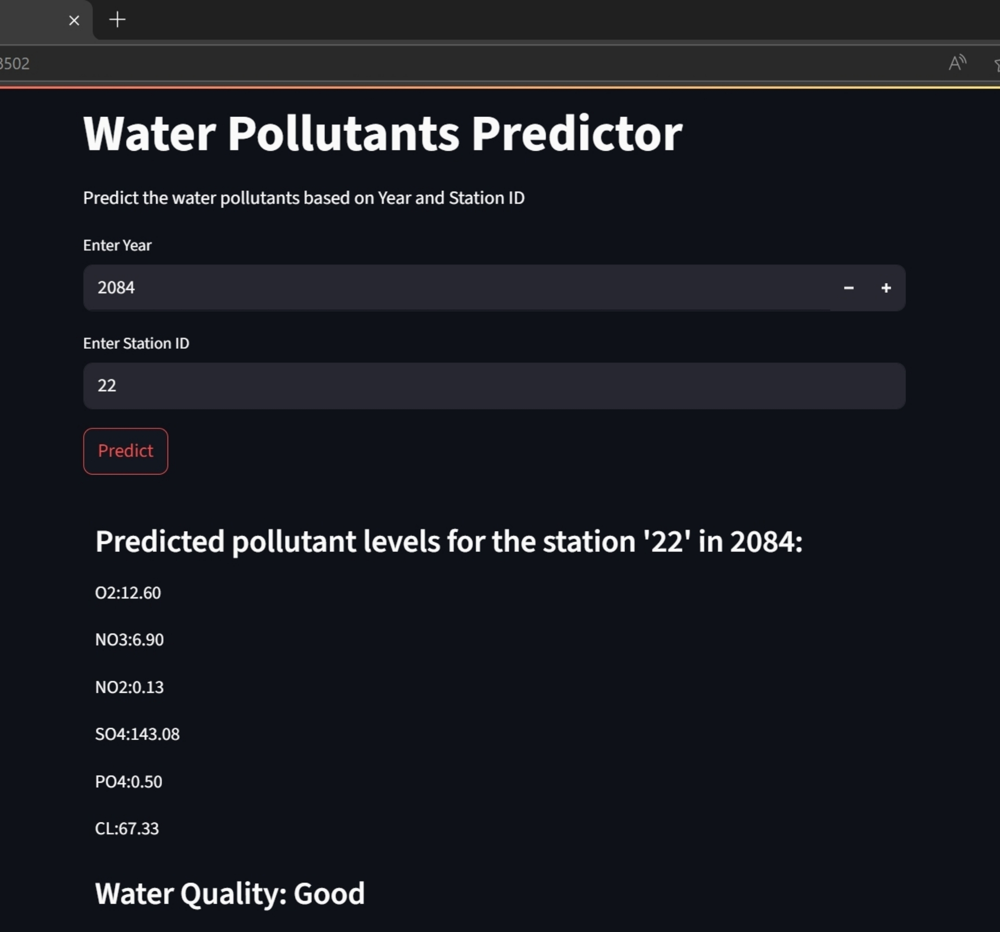 8502
Water Pollutants Predictor
Predict the water pollutants based on Year and Station ID
Enter Year
2084
Enter Station ID
22
Predict
Predicted pollutant levels for the station '22' in 2084:
O2:12.60
NO3:6.90
NO2:0.13
SO4:143.08
PO4:0.50
CL:67.33
Water Quality: Good